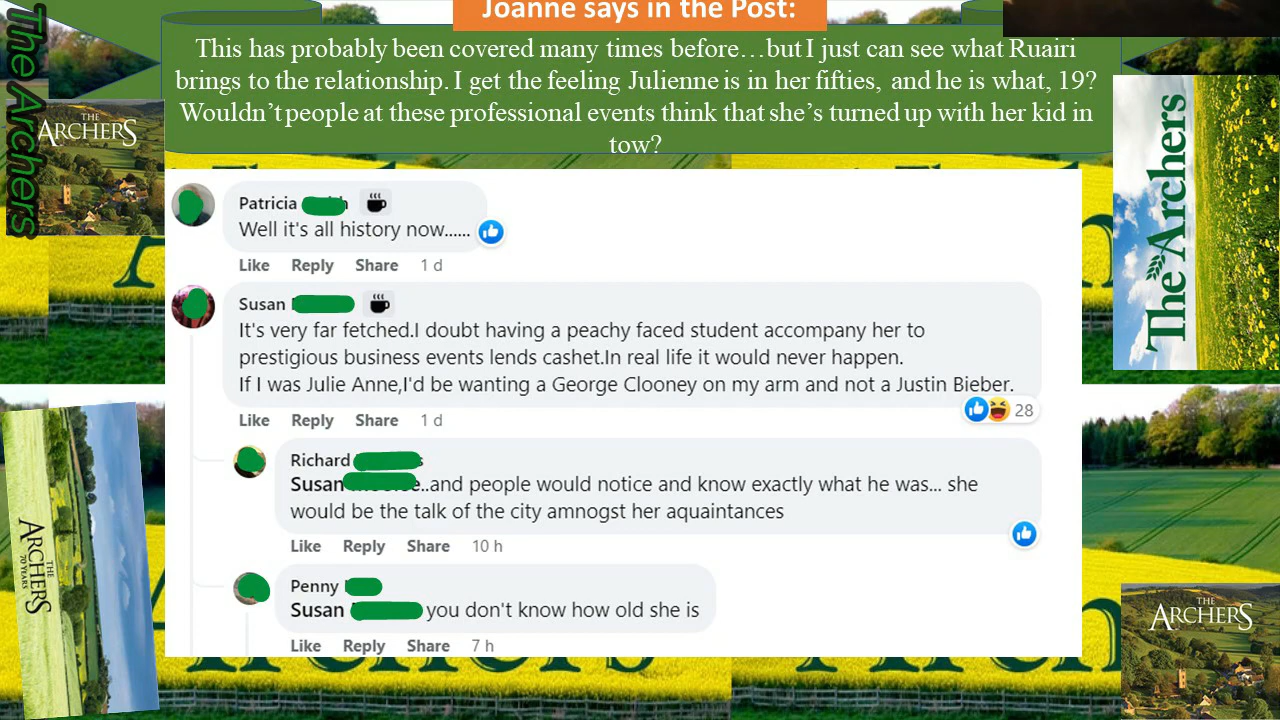 Joanne says in the Post:
This has probably been covered many times before…but I just can see what Ruairi
brings to the relationship. I get the feeling Julienne is in her fifties, and he is what, 19?
Wouldn't people at these professional events think that she's turned up with her kid in
tow?
The Archers
THE
ARCHERS
The Archers
Patricia
Well it's all history now......
Like Reply Share 1 d
Susan
It's very far fetched.I doubt having a peachy faced student accompany her to
prestigious business events lends cashet.In real life it would never happen.
If I was Julie Anne,I'd be wanting a George Clooney on my arm and not a Justin Bieber.
28
Like Reply Share 1 d
Richard
Susan ..and people would notice and know exactly what he was... she
would be the talk of the city amnogst her aquaintances
Like Reply Share 10 h
Penny
Susan you don't know how old she is
Like Reply Share 7 h
THE
ARCHERS
70 YEARS
THE
ARCHERS